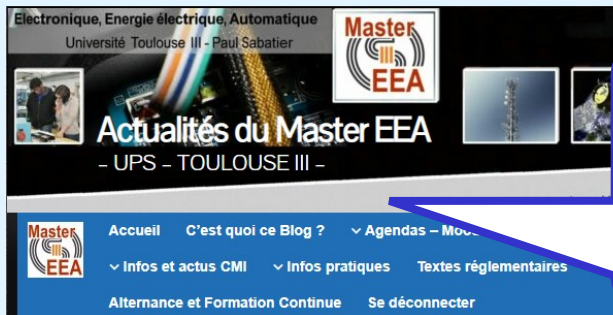 Electronique, Energie électrique, Automatique
Université Toulouse III - Paul Sabatier
Master
EEA
Actualités du Master EEA
– UPS – TOULOUSE III –
Master
EEA
Accueil C'est quoi ce Blog ? Agendas –
Infos et actus CMI Infos pratiques Textes réglementaires
Alternance et Formation Continue Se déconnecter